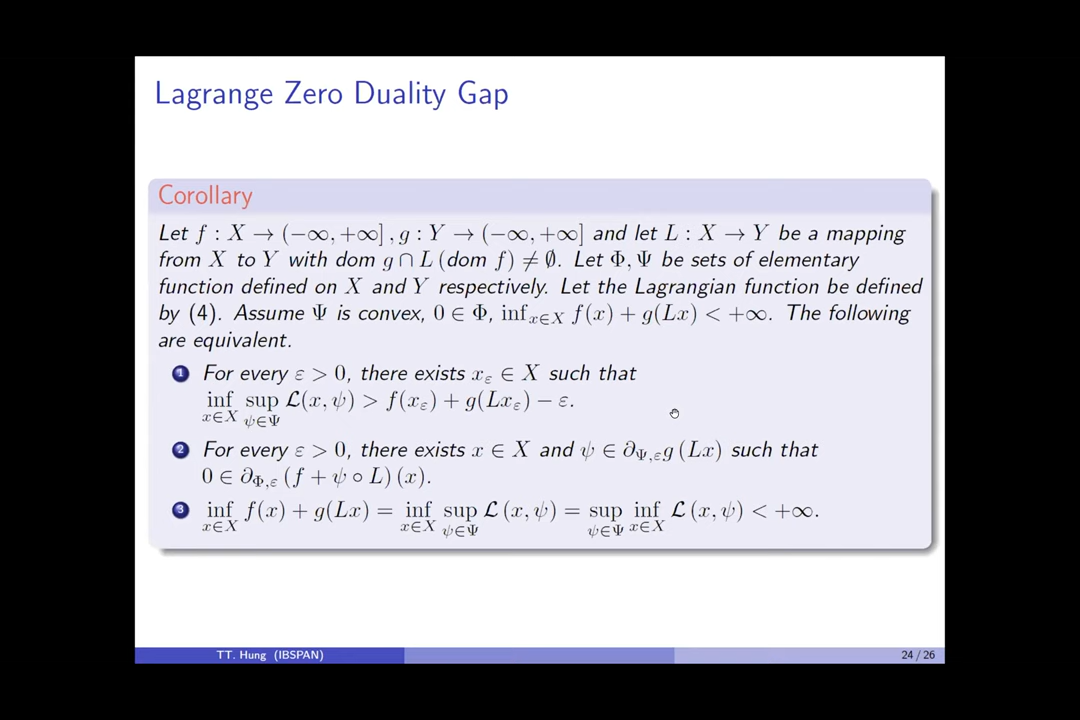 Lagrange Zero Duality Gap
Corollary
Let f : X → (−∞, +∞] , g : Y → (−∞, +∞] and let L : X → Y be a mapping
from X to Y with dom g ∩ L (dom f) ≠ ∅. Let Φ, Ψ be sets of elementary
function defined on X and Y respectively. Let the Lagrangian function be defined
by (4). Assume Ψ is convex, 0 ∈ Φ, inf_{x∈X} f(x) + g(Lx) < +∞. The following
are equivalent.
1 For every ε > 0, there exists x_ε ∈ X such that
inf_{x∈X} sup_{ψ∈Ψ} ℒ(x, ψ) > f(x_ε) + g(Lx_ε) − ε.
2 For every ε > 0, there exists x ∈ X and ψ ∈ ∂_{Ψ,ε}g (Lx) such that
0 ∈ ∂_{Φ,ε} (f + ψ ∘ L) (x).
3 inf_{x∈X} f(x) + g(Lx) = inf_{x∈X} sup_{ψ∈Ψ} ℒ (x, ψ) = sup_{ψ∈Ψ} inf_{x∈X} ℒ (x, ψ) < +∞.
TT. Hung (IBSPAN) 24 / 26